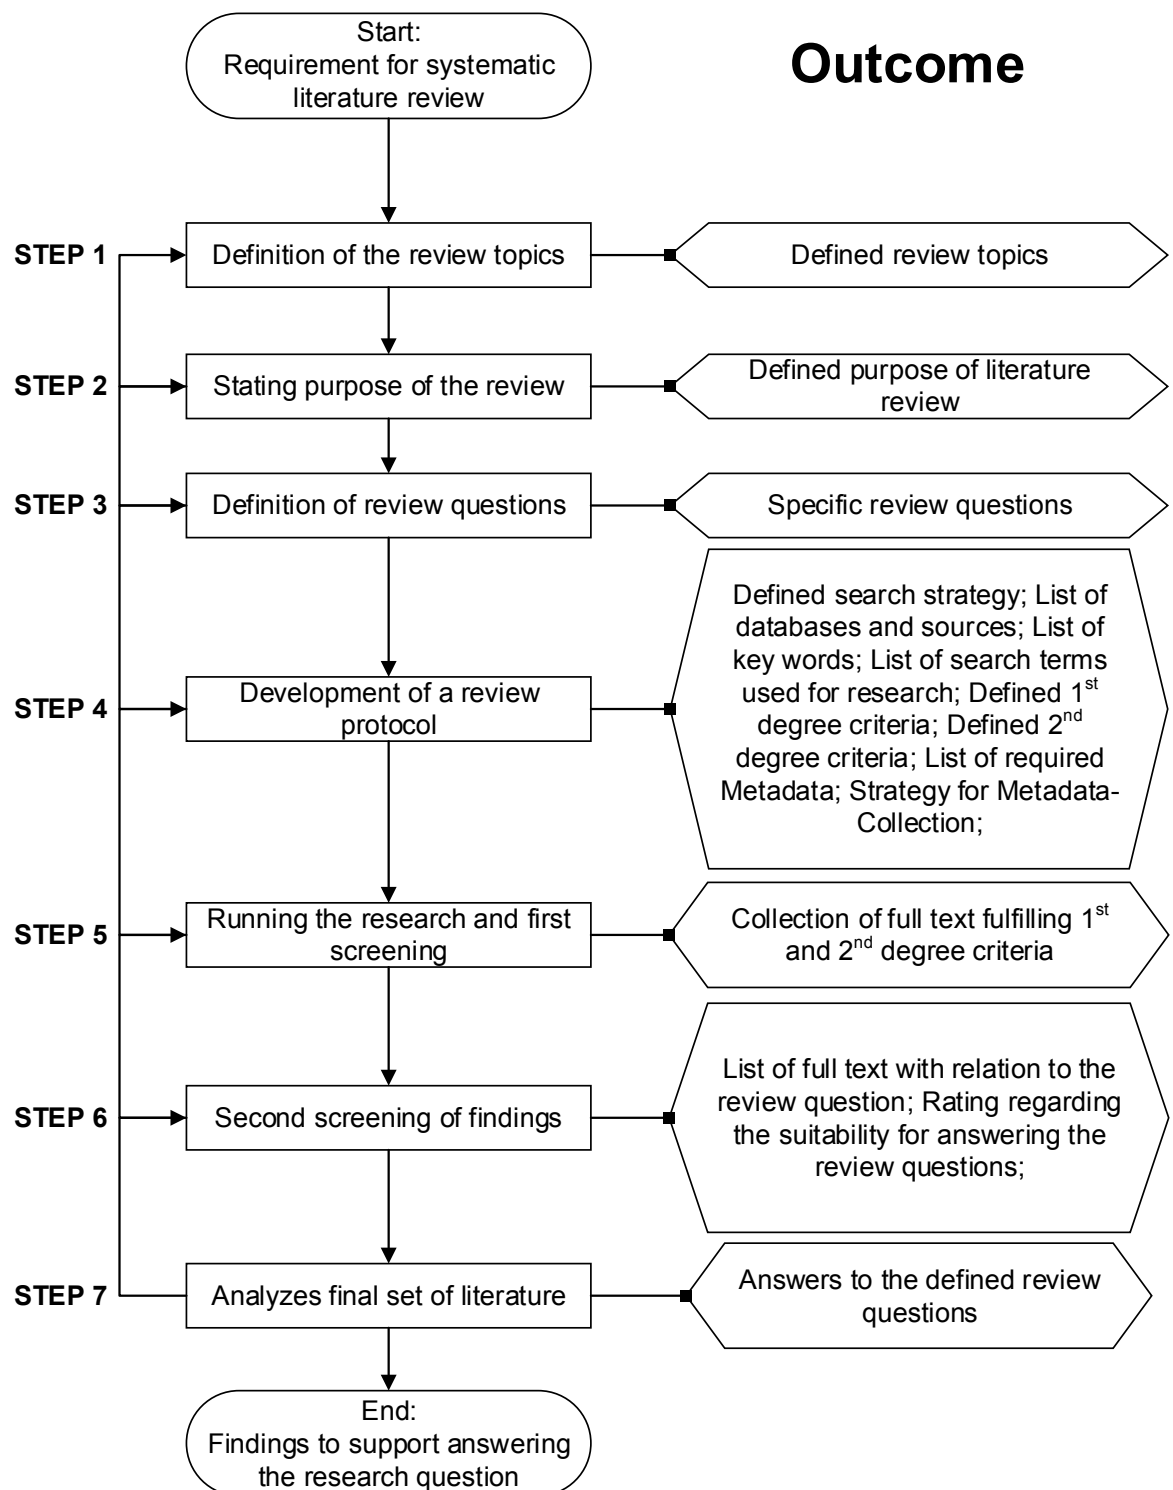 Start:
Requirement for systematic
literature review
Outcome
STEP 1
Definition of the review topics
Defined review topics
STEP 2
Stating purpose of the review
Defined purpose of literature
review
STEP 3
Definition of review questions
Specific review questions
STEP 4
Development of a review
protocol
Defined search strategy; List of
databases and sources; List of
key words; List of search terms
used for research; Defined 1st
degree criteria; Defined 2nd
degree criteria; List of required
Metadata; Strategy for Metadata-
Collection;
STEP 5
Running the research and first
screening
Collection of full text fulfilling 1st
and 2nd degree criteria
STEP 6
Second screening of findings
List of full text with relation to the
review question; Rating regarding
the suitability for answering the
review questions;
STEP 7
Analyzes final set of literature
Answers to the defined review
questions
End:
Findings to support answering
the research question